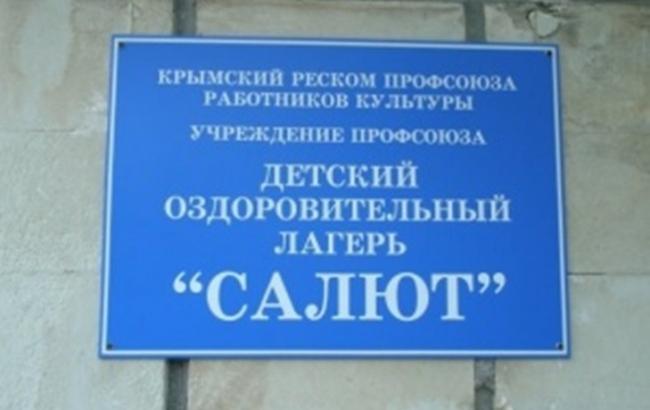 КРЫМСКИЙ РЕСКОМ ПРОФСОЮЗА
РАБОТНИКОВ КУЛЬТУРЫ
УЧРЕЖДЕНИЕ ПРОФСОЮЗА
ДЕТСКИЙ
ОЗДОРОВИТЕЛЬНЫЙ
ЛАГЕРЬ
“САЛЮТ”